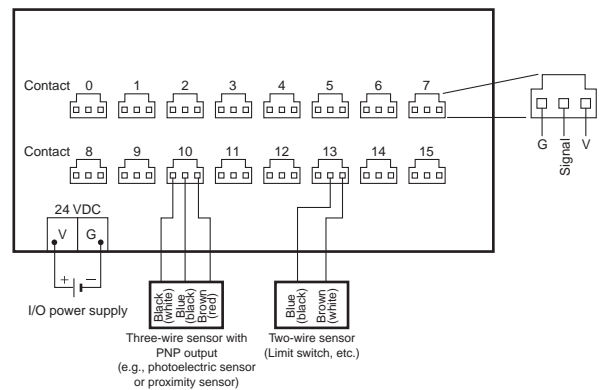 Contact 0 1 2 3 4 5 6 7
G Signal V
Contact 8 9 10 11 12 13 14 15
24 VDC
V G
+ −
I/O power supply
Black (white)
Blue (black)
Brown (red)
Three-wire sensor with
PNP output
(e.g., photoelectric sensor
or proximity sensor)
Blue (black)
Brown (white)
Two-wire sensor
(Limit switch, etc.)